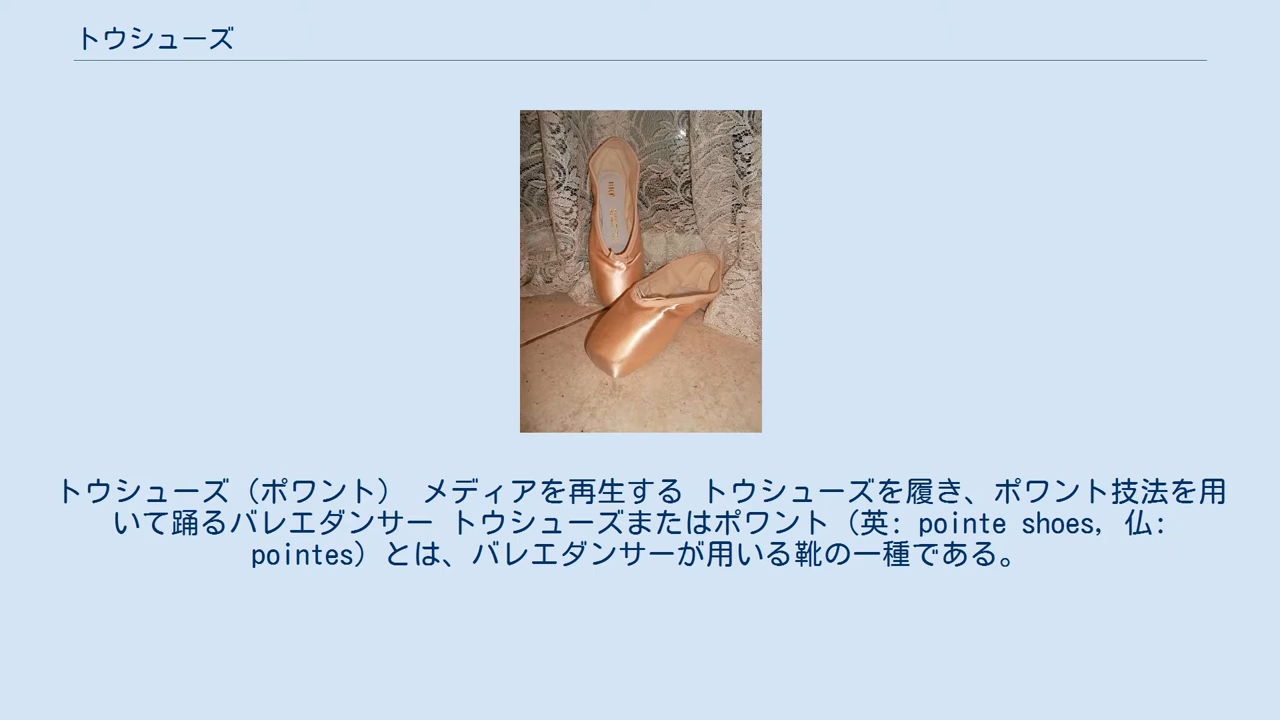 トウシューズ
トウシューズ（ポワント） メディアを再生する トウシューズを履き、ポワント技法を用
いて踊るバレエダンサー トウシューズまたはポワント（英: pointe shoes, 仏:
pointes）とは、バレエダンサーが用いる靴の一種である。